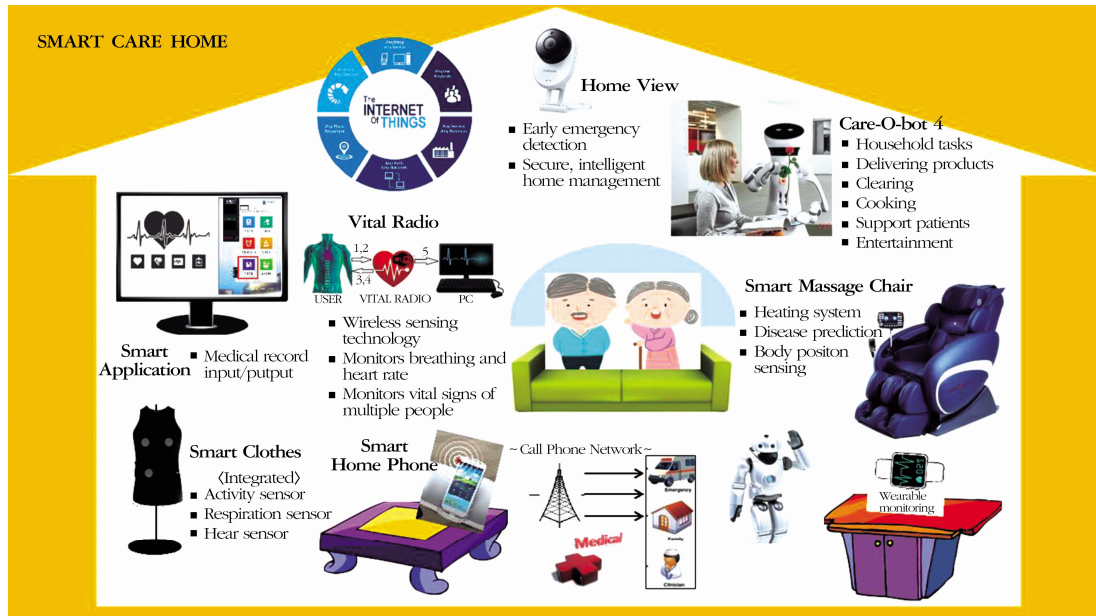 SMART CARE HOME
The
INTERNET
Of THINGS
Home View
▪ Early emergency
detection
▪ Secure, intelligent
home management
Care-O-bot 4
▪ Household tasks
▪ Delivering products
▪ Clearing
▪ Cooking
▪ Support patients
▪ Entertainment
Vital Radio
1,2
3,4
5
USER
VITAL RADIO
PC
▪ Wireless sensing
technology
▪ Monitors breathing and
heart rate
▪ Monitors vital signs of
multiple people
Smart Massage Chair
▪ Heating system
▪ Disease prediction
▪ Body positon
sensing
Smart
Application
▪ Medical record
input/putput
Smart Clothes
〈Integrated〉
▪ Activity sensor
▪ Respiration sensor
▪ Hear sensor
Smart
Home Phone
~Call Phone Network~
Emergency
Family
Clinician
Medical
Wearable
monitoring